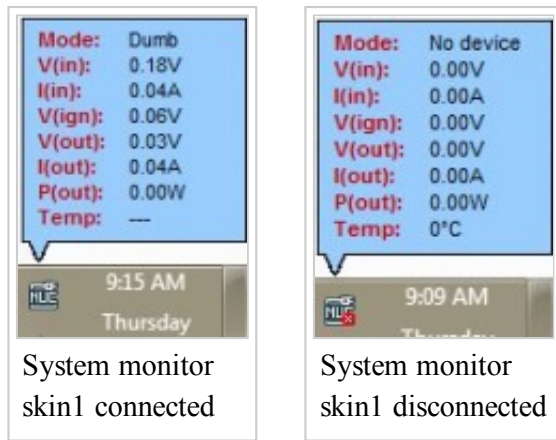 Mode: Dumb
V(in): 0.18V
I(in): 0.04A
V(ign): 0.06V
V(out): 0.03V
I(out): 0.04A
P(out): 0.00W
Temp: ---
NUC
9:15 AM
Thursday
System monitor
skin1 connected
Mode: No device
V(in): 0.00V
I(in): 0.00A
V(ign): 0.00V
V(out): 0.00V
I(out): 0.00A
P(out): 0.00W
Temp: 0°C
NUC
9:09 AM
Thursday
System monitor
skin1 disconnected